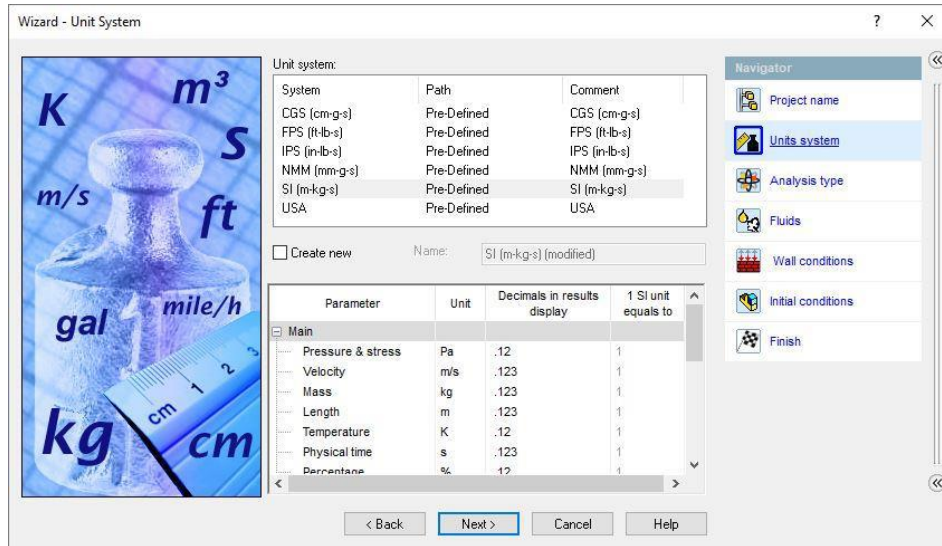 Wizard - Unit System
?
K
m³
s
m/s
ft
gal
mile/h
kg
cm 1 2 3
cm
Unit system:
System Path Comment
CGS (cm-g-s) Pre-Defined CGS (cm-g-s)
FPS (ft-lb-s) Pre-Defined FPS (ft-lb-s)
IPS (in-lb-s) Pre-Defined IPS (in-lb-s)
NMM (mm-g-s) Pre-Defined NMM (mm-g-s)
SI (m-kg-s) Pre-Defined SI (m-kg-s)
USA Pre-Defined USA
Create new Name: SI (m-kg-s) (modified)
Parameter Unit Decimals in results display 1 SI unit equals to
Main
Pressure & stress Pa .12 1
Velocity m/s .123 1
Mass kg .123 1
Length m .123 1
Temperature K .12 1
Physical time s .123 1
Percentage % .12 1
< Back Next > Cancel Help
Navigator
Project name
Units system
Analysis type
Fluids
Wall conditions
Initial conditions
Finish